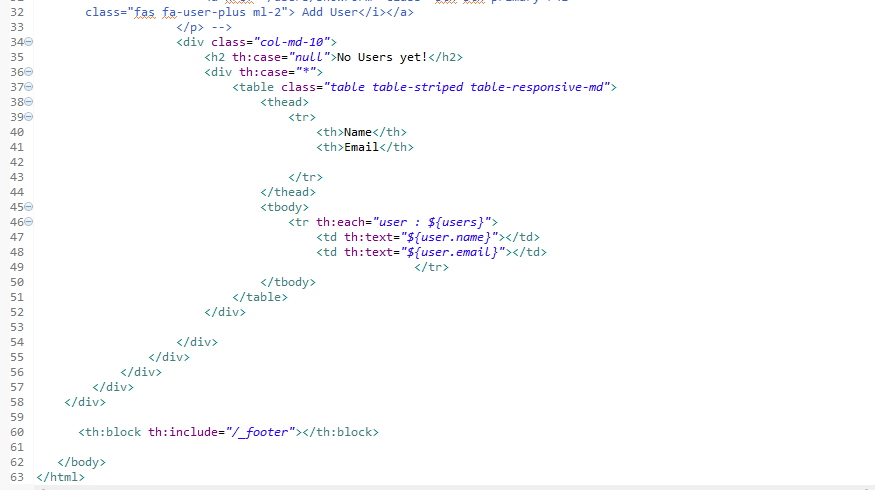 32 class="fas fa-user-plus ml-2"> Add User</i></a>
33 </p> -->
34 <div class="col-md-10">
35 <h2 th:case="null">No Users yet!</h2>
36 <div th:case="*">
37 <table class="table table-striped table-responsive-md">
38 <thead>
39 <tr>
40 <th>Name</th>
41 <th>Email</th>
42
43 </tr>
44 </thead>
45 <tbody>
46 <tr th:each="user : ${users}">
47 <td th:text="${user.name}"></td>
48 <td th:text="${user.email}"></td>
49 </tr>
50 </tbody>
51 </table>
52 </div>
53
54 </div>
55 </div>
56 </div>
57 </div>
58 </div>
59
60 <th:block th:include="/_footer"></th:block>
61
62 </body>
63 </html>